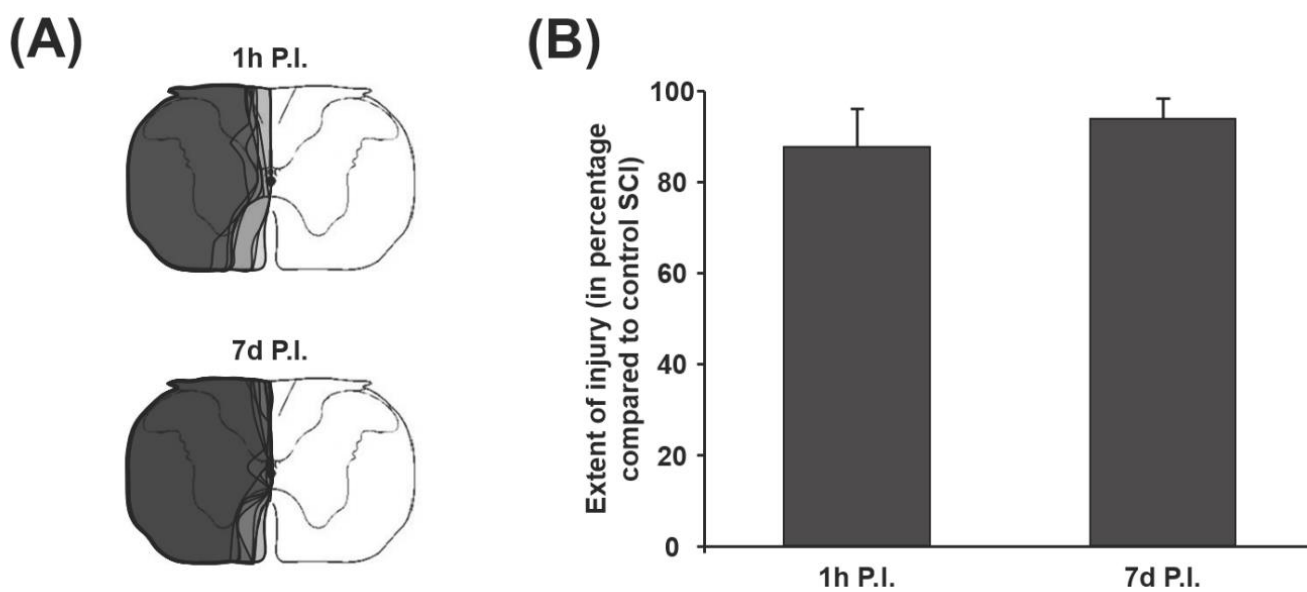 (A)
1h P.I.
7d P.I.
(B)
Extent of injury (in percentage
compared to control SCI)
100
80
60
40
20
0
1h P.I.
7d P.I.